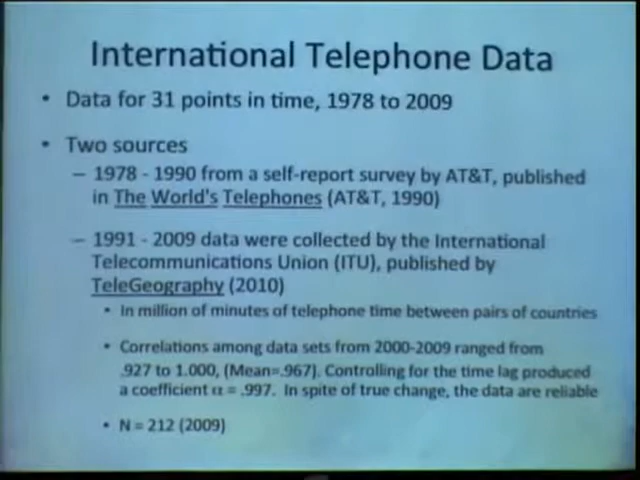 International Telephone Data
• Data for 31 points in time, 1978 to 2009
• Two sources
– 1978 - 1990 from a self-report survey by AT&T, published
in The World's Telephones (AT&T, 1990)
– 1991 - 2009 data were collected by the International
Telecommunications Union (ITU), published by
TeleGeography (2010)
• In million of minutes of telephone time between pairs of countries
• Correlations among data sets from 2000-2009 ranged from
.927 to 1.000, (Mean=.967). Controlling for the time lag produced
a coefficient α = .997. In spite of true change, the data are reliable
• N = 212 (2009)